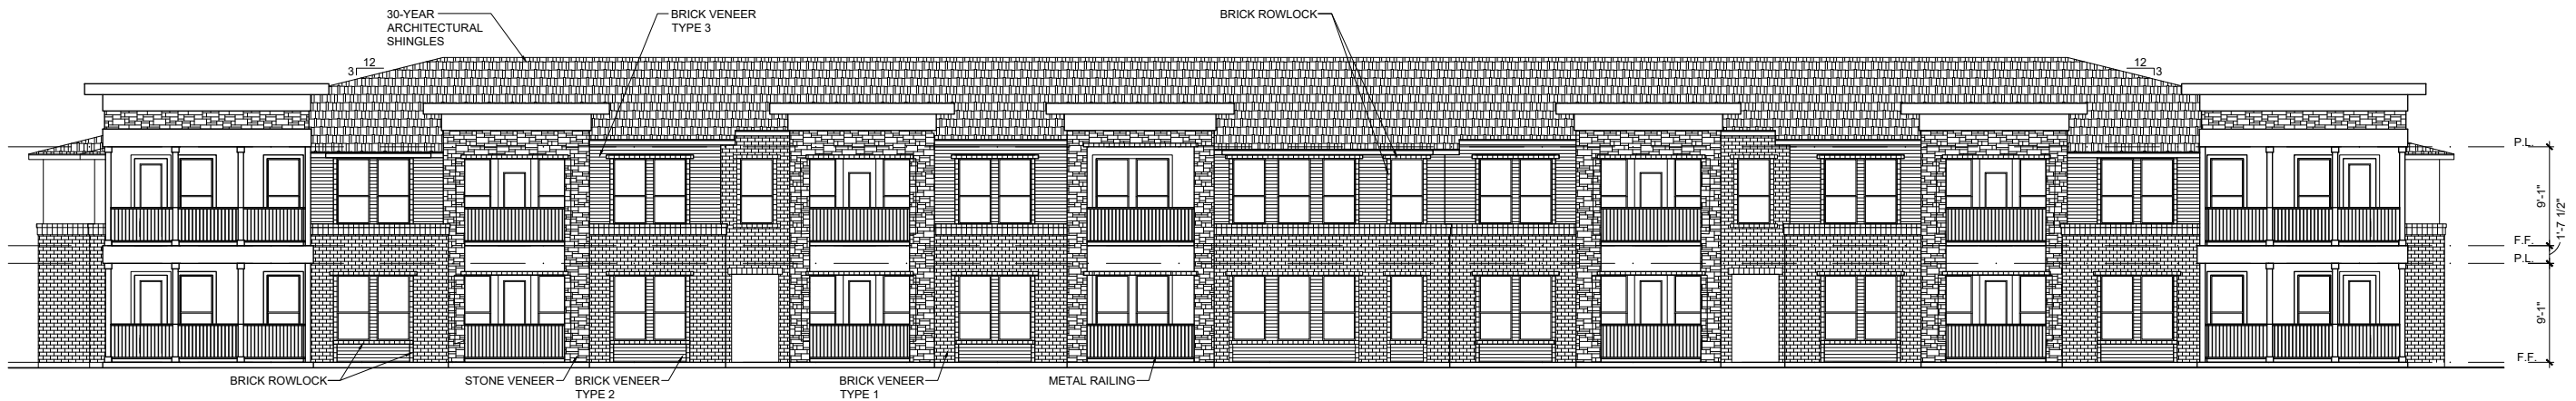 30-YEAR
ARCHITECTURAL
SHINGLES
BRICK VENEER
TYPE 3
BRICK ROWLOCK
12
3
12
3
P.L.
9'-1"
1'-7 1/2"
F.F.
P.L.
9'-1"
F.F.
BRICK ROWLOCK
STONE VENEER
BRICK VENEER
TYPE 2
BRICK VENEER
TYPE 1
METAL RAILING